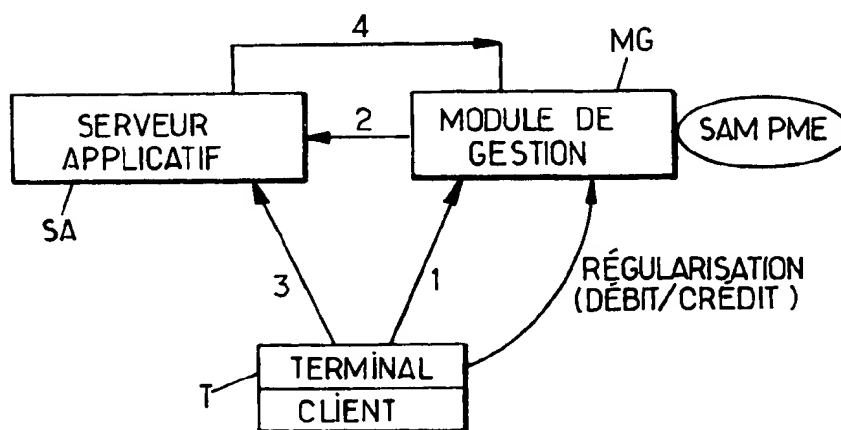 4
MG
SERVEUR
APPLICATIF
2
MODULE DE
GESTION
SAM PME
SA
3
1
RÉGULARISATION
(DÉBIT/CRÉDIT)
T
TERMINAL
CLIENT